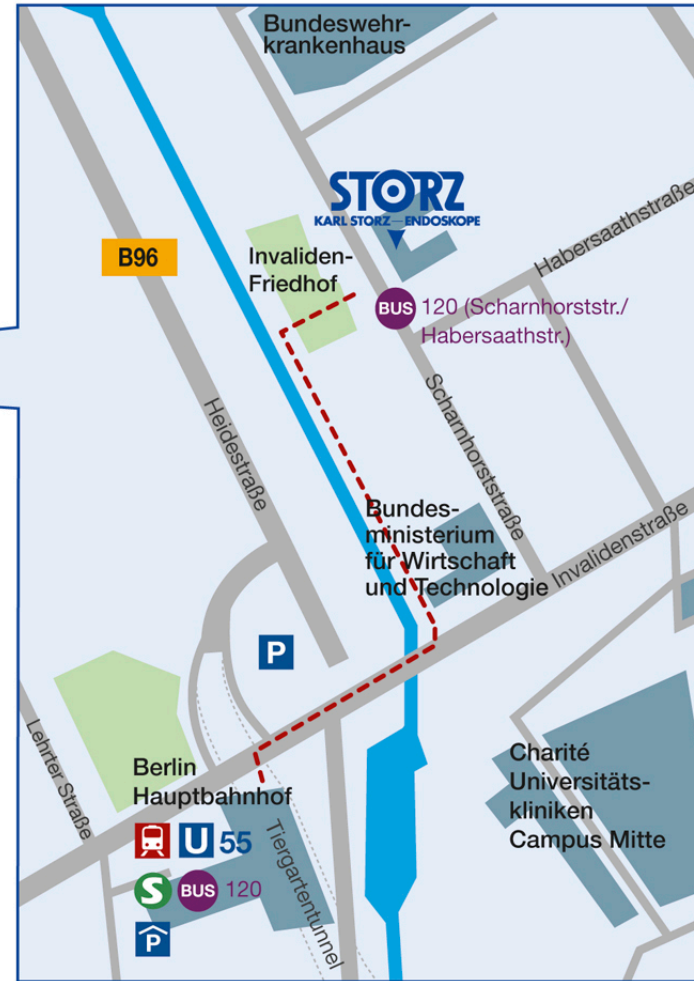 Bundeswehr-
krankenhaus
STORZ
KARL STORZ—ENDOSKOPE
B96
Invaliden-
Friedhof
Habersaathstraße
BUS 120 (Scharnhorststr./
Habersaathstr.)
Heidestraße
Scharnhorststraße
Bundes-
ministerium
für Wirtschaft
und Technologie
Invalidenstraße
P
Lehrter Straße
Berlin
Hauptbahnhof
U 55
S BUS 120
P
Tiergartentunnel
Charité
Universitäts-
kliniken
Campus Mitte